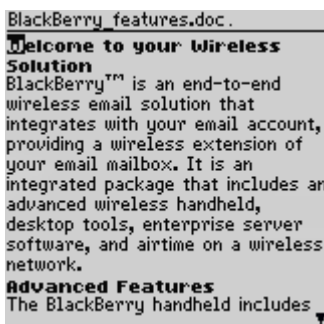 BlackBerry_features.doc.
Welcome to your Wireless
Solution
BlackBerry™ is an end-to-end
wireless email solution that
integrates with your email account,
providing a wireless extension of
your email mailbox. It is an
integrated package that includes an
advanced wireless handheld,
desktop tools, enterprise server
software, and airtime on a wireless
network.
Advanced Features
The BlackBerry handheld includes